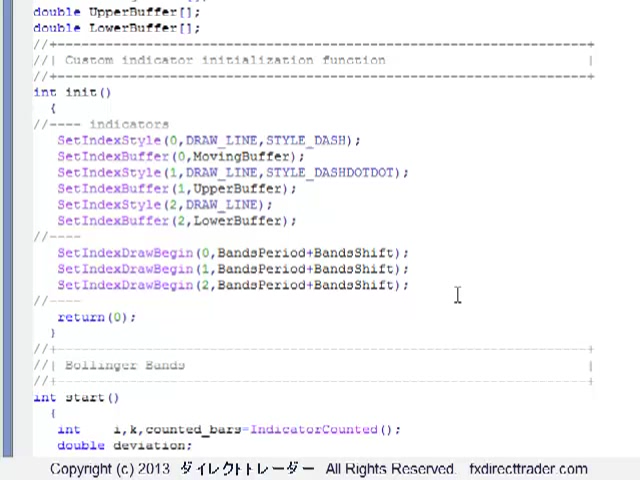 double UpperBuffer[];
double LowerBuffer[];
//+------------------------------------------------------------------+
//| Custom indicator initialization function                         |
//+------------------------------------------------------------------+
int init()
{
//---- indicators
SetIndexStyle(0,DRAW_LINE,STYLE_DASH);
SetIndexBuffer(0,MovingBuffer);
SetIndexStyle(1,DRAW_LINE,STYLE_DASHDOTDOT);
SetIndexBuffer(1,UpperBuffer);
SetIndexStyle(2,DRAW_LINE);
SetIndexBuffer(2,LowerBuffer);
//----
SetIndexDrawBegin(0,BandsPeriod+BandsShift);
SetIndexDrawBegin(1,BandsPeriod+BandsShift);
SetIndexDrawBegin(2,BandsPeriod+BandsShift);
//----
return(0);
}
//+------------------------------------------------------------------+
//| Bollinger Bands                                                  |
//+------------------------------------------------------------------+
int start()
{
int    i,k,counted_bars=IndicatorCounted();
double deviation;
Copyright (c) 2013 ダイレクトトレーダー All Rights Reserved. fxdirecttrader.com